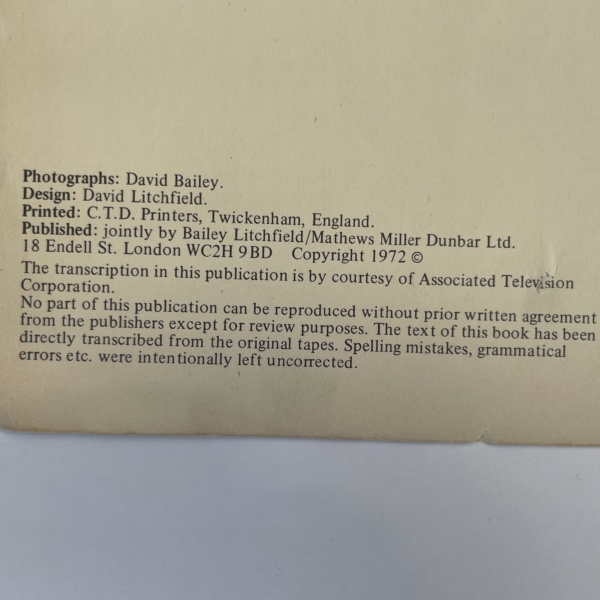 Photographs: David Bailey.
Design: David Litchfield.
Printed: C.T.D. Printers, Twickenham, England.
Published: jointly by Bailey Litchfield/Mathews Miller Dunbar Ltd.
18 Endell St. London WC2H 9BD Copyright 1972 ©
The transcription in this publication is by courtesy of Associated Television
Corporation.
No part of this publication can be reproduced without prior written agreement
from the publishers except for review purposes. The text of this book has been
directly transcribed from the original tapes. Spelling mistakes, grammatical
errors etc. were intentionally left uncorrected.